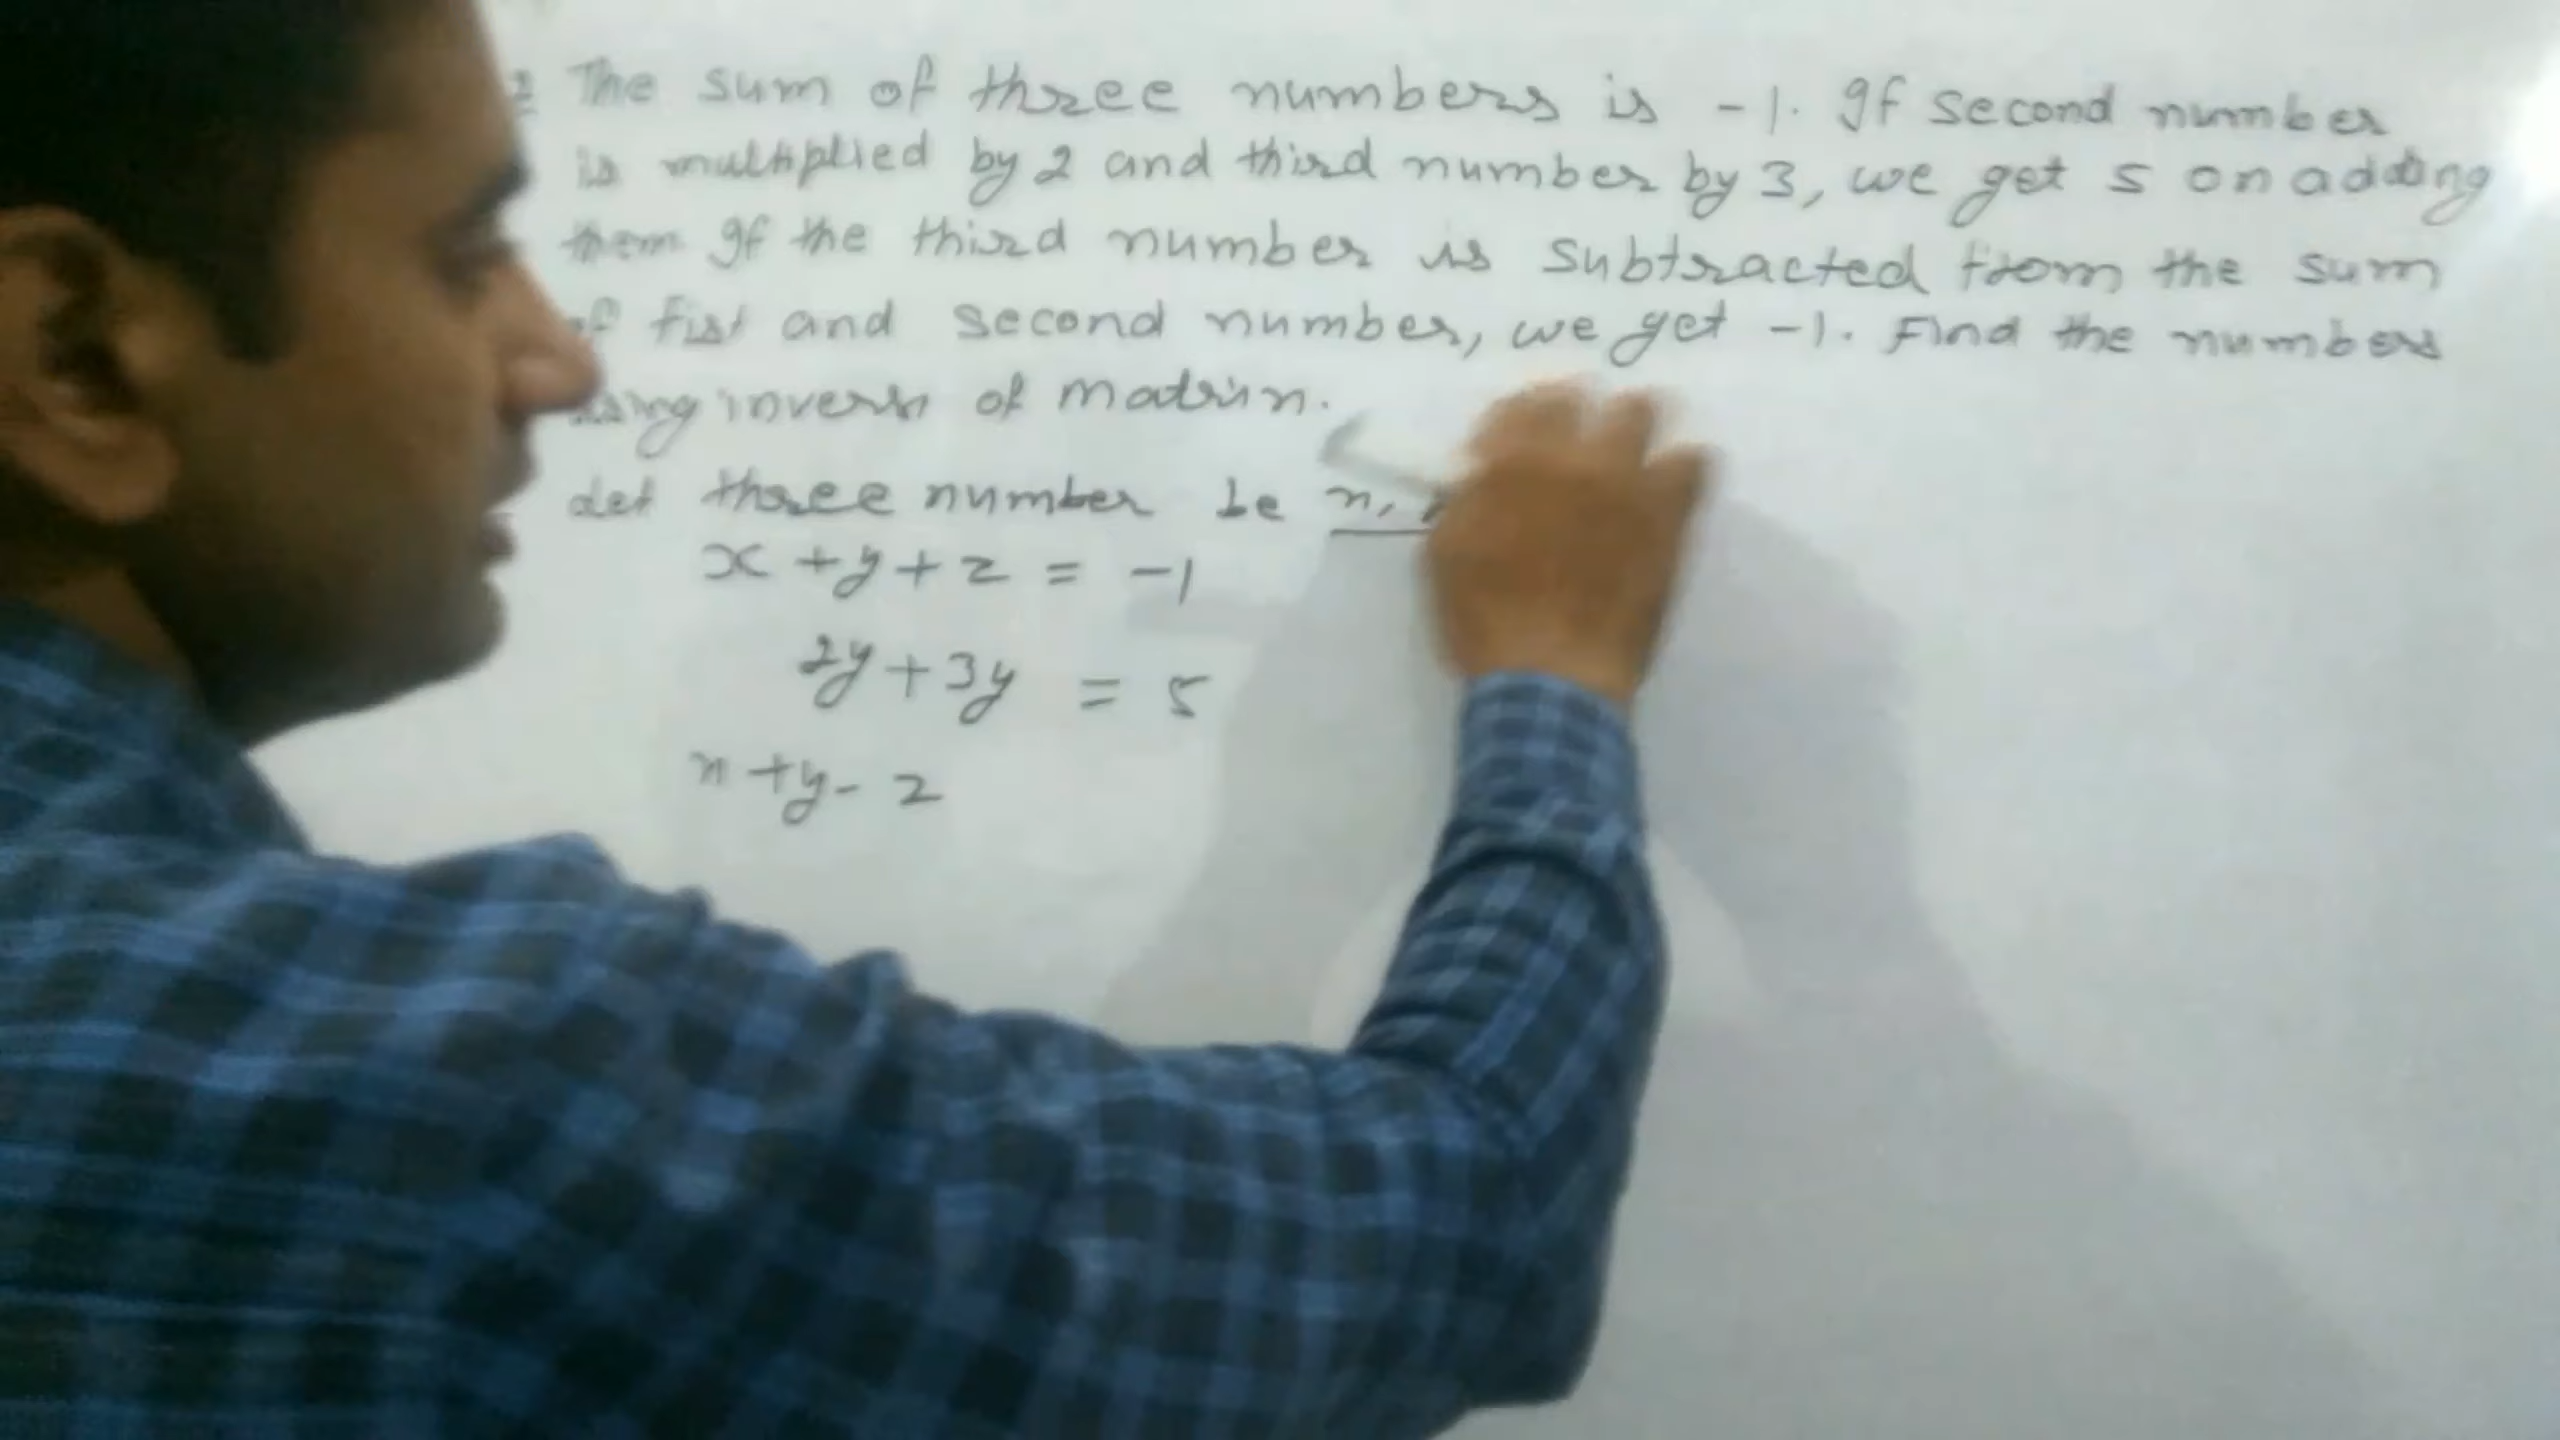 The sum of three numbers is -1. If second number
is multiplied by 2 and third number by 3, we get 5 on adding
them If the third number is subtracted from the sum
of fist and second number, we get -1. Find the numbers
inverse of matrix.
Let three number be x,
x + y + z = -1
2y + 3y = 5
x + y - z